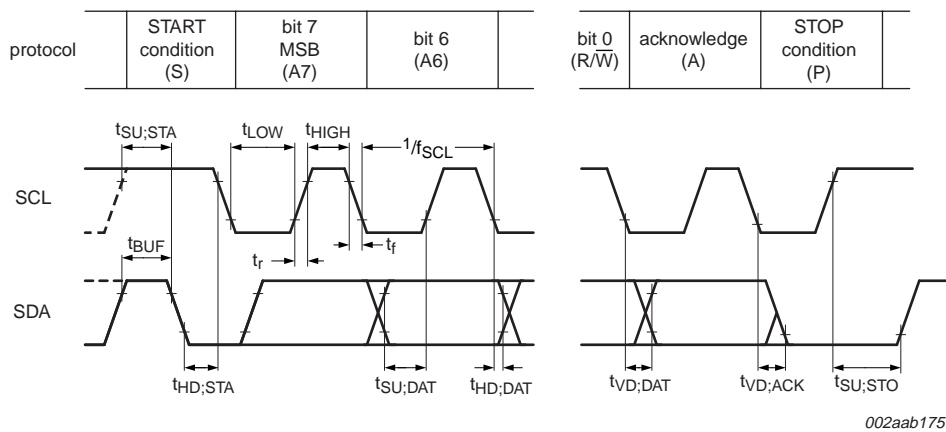 protocol
START
condition
(S)
bit 7
MSB
(A7)
bit 6
(A6)
bit 0
(R/W̅)
acknowledge
(A)
STOP
condition
(P)
tSU;STA
tLOW
tHIGH
1/fSCL
SCL
tBUF
tr
tf
SDA
tHD;STA
tSU;DAT
tHD;DAT
tVD;DAT
tVD;ACK
tSU;STO
002aab175